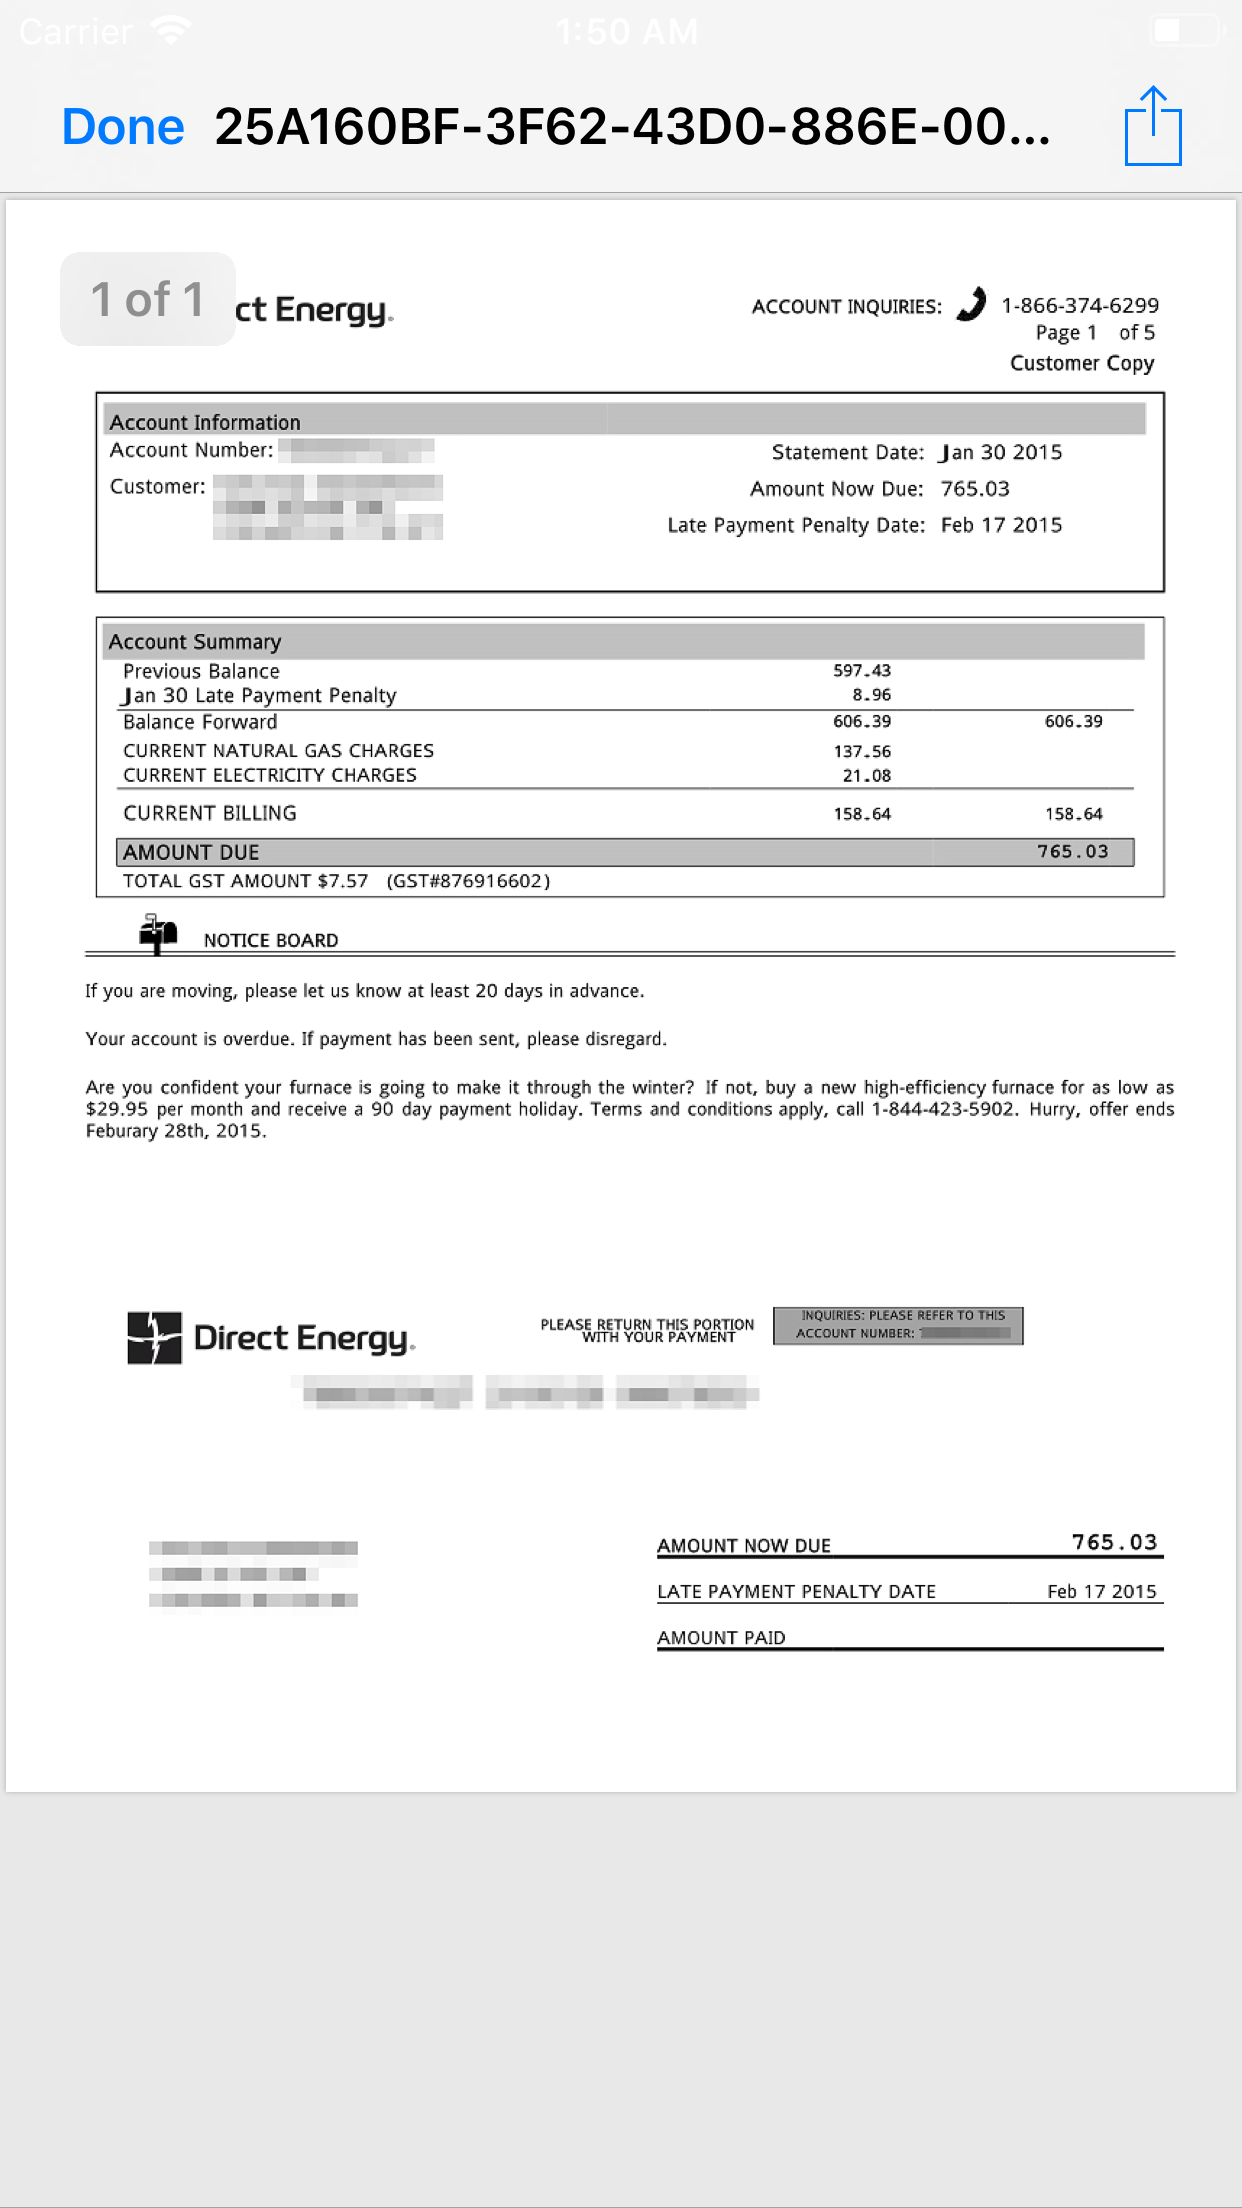 Carrier 1:50 AM
Done 25A160BF-3F62-43D0-886E-00...
1 of 1 ct Energy.
ACCOUNT INQUIRIES: 1-866-374-6299
Page 1 of 5
Customer Copy
Account Information
Account Number:
Statement Date: Jan 30 2015
Customer:
Amount Now Due: 765.03
Late Payment Penalty Date: Feb 17 2015
Account Summary
Previous Balance 597.43
Jan 30 Late Payment Penalty 8.96
Balance Forward 606.39 606.39
CURRENT NATURAL GAS CHARGES 137.56
CURRENT ELECTRICITY CHARGES 21.08
CURRENT BILLING 158.64 158.64
AMOUNT DUE 765.03
TOTAL GST AMOUNT $7.57 (GST#876916602)
NOTICE BOARD
If you are moving, please let us know at least 20 days in advance.
Your account is overdue. If payment has been sent, please disregard.
Are you confident your furnace is going to make it through the winter? If not, buy a new high-efficiency furnace for as low as
$29.95 per month and receive a 90 day payment holiday. Terms and conditions apply, call 1-844-423-5902. Hurry, offer ends
Feburary 28th, 2015.
Direct Energy.
PLEASE RETURN THIS PORTION
WITH YOUR PAYMENT
INQUIRIES: PLEASE REFER TO THIS
ACCOUNT NUMBER:
AMOUNT NOW DUE 765.03
LATE PAYMENT PENALTY DATE Feb 17 2015
AMOUNT PAID